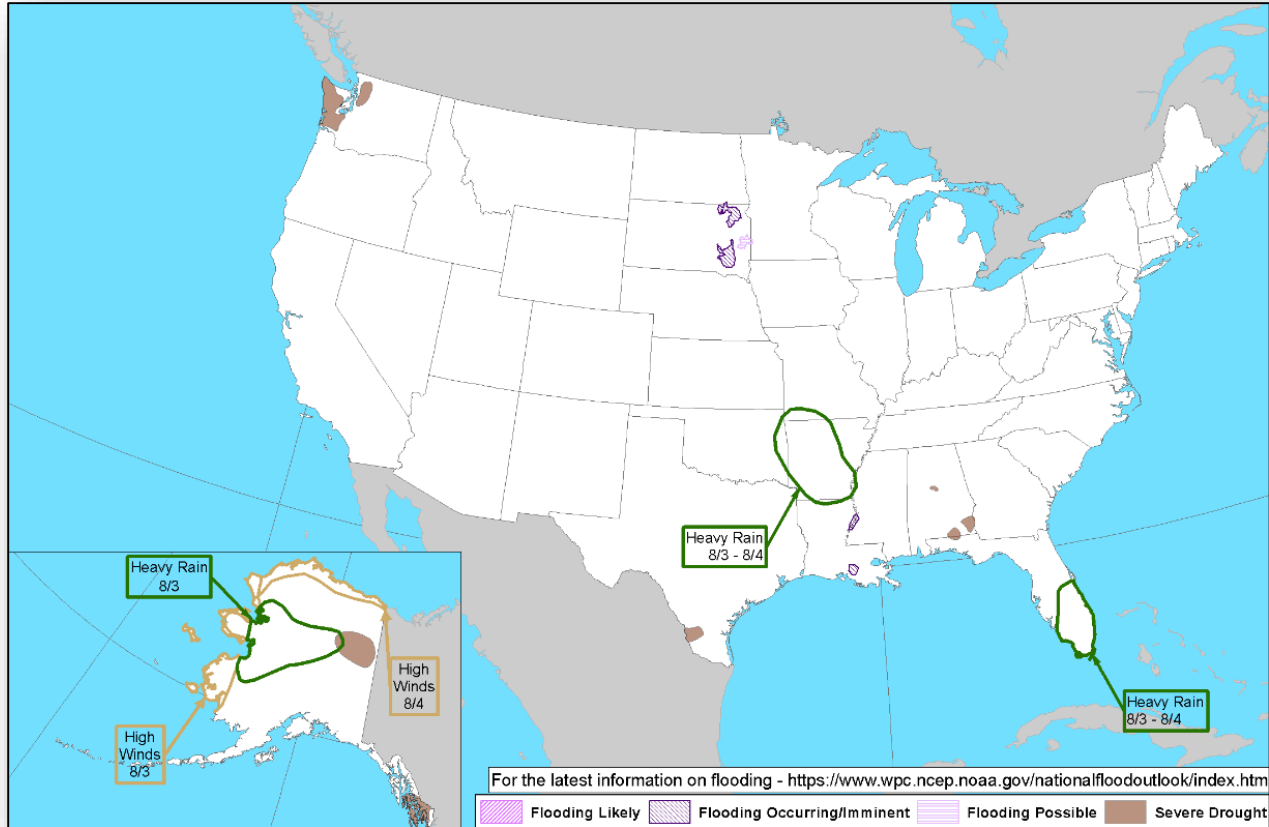 Heavy Rain
8/3 - 8/4
Heavy Rain
8/3
High
Winds
8/4
High
Winds
8/3
Heavy Rain
8/3 - 8/4
For the latest information on flooding - https://www.wpc.ncep.noaa.gov/nationalfloodoutlook/index.htm
Flooding Likely
Flooding Occurring/Imminent
Flooding Possible
Severe Drought